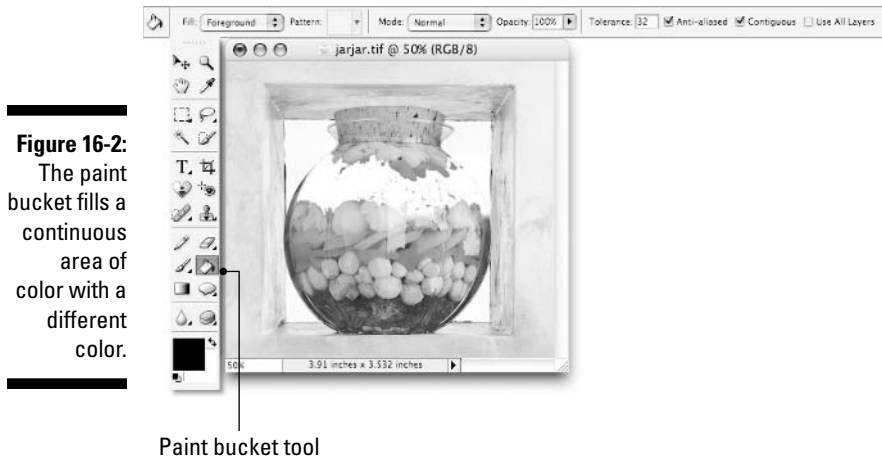 Fill: Foreground Pattern: Mode: Normal Opacity: 100% Tolerance: 32 Anti-aliased Contiguous Use All Layers
jarjar.tif @ 50% (RGB/8)
Figure 16-2:
The paint
bucket fills a
continuous
area of
color with a
different
color.
T
50% 3.91 inches x 3.532 inches
Paint bucket tool